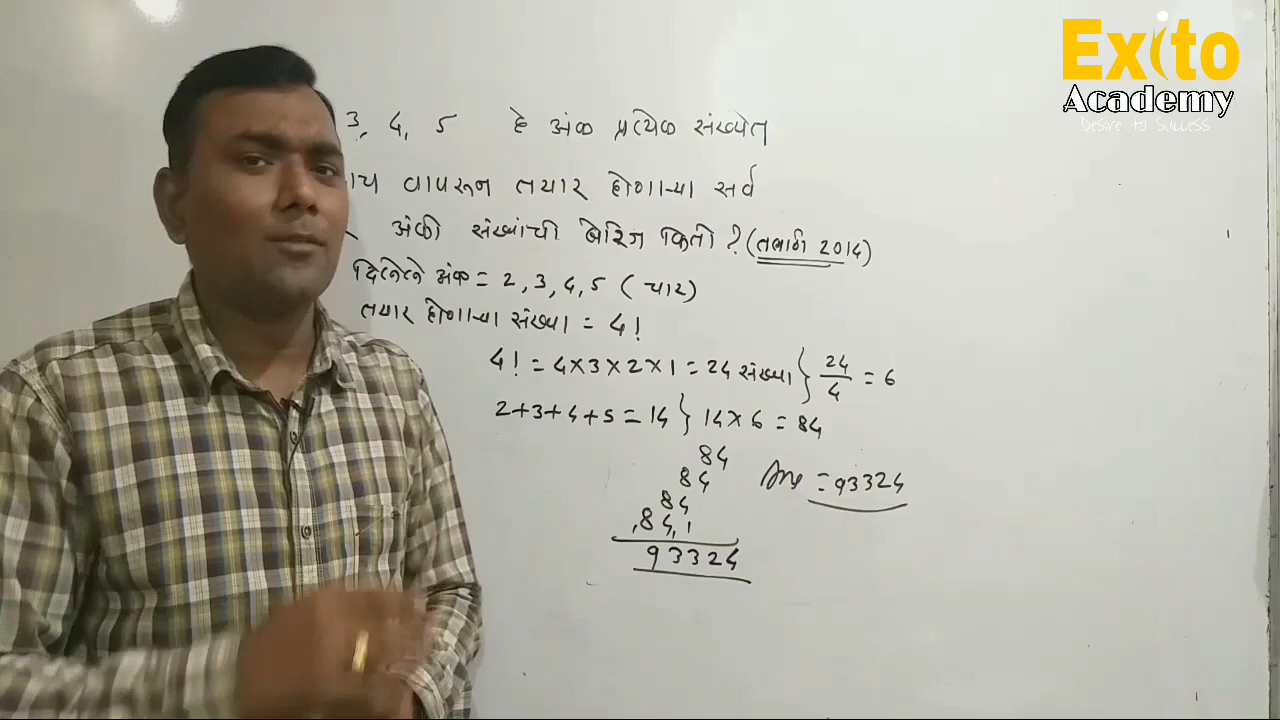 Exito
Academy
Desire to Success
3, 4, 5 हे अंक प्रत्येक संख्येत
वापरून तयार होणाऱ्या सर्व
अंकी संख्यांची बेरिज किती? (तलाठी 2014)
दिलेले अंक = 2, 3, 4, 5 (चार)
तयार होणाऱ्या संख्या = 4!
4! = 4×3×2×1 = 24 संख्या } 24/4 = 6
2+3+4+5 = 14 } 14 × 6 = 84
84
84
84
84
93324
Ans = 93324